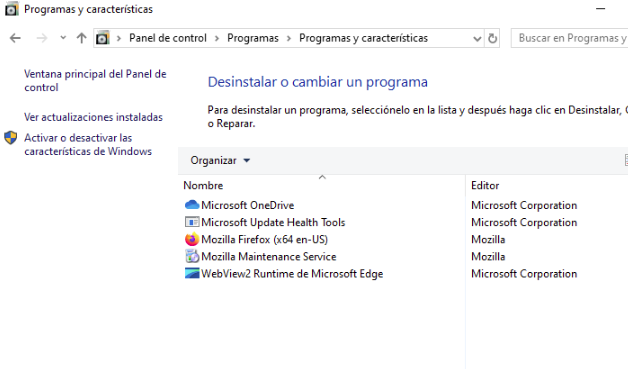 Programas y características
Panel de control > Programas > Programas y características
Buscar en Programas y
Ventana principal del Panel de
control
Desinstalar o cambiar un programa
Para desinstalar un programa, selecciónelo en la lista y después haga clic en Desinstalar,
o Reparar.
Ver actualizaciones instaladas
Activar o desactivar las
características de Windows
Organizar
Nombre Editor
Microsoft OneDrive Microsoft Corporation
Microsoft Update Health Tools Microsoft Corporation
Mozilla Firefox (x64 en-US) Mozilla
Mozilla Maintenance Service Mozilla
WebView2 Runtime de Microsoft Edge Microsoft Corporation